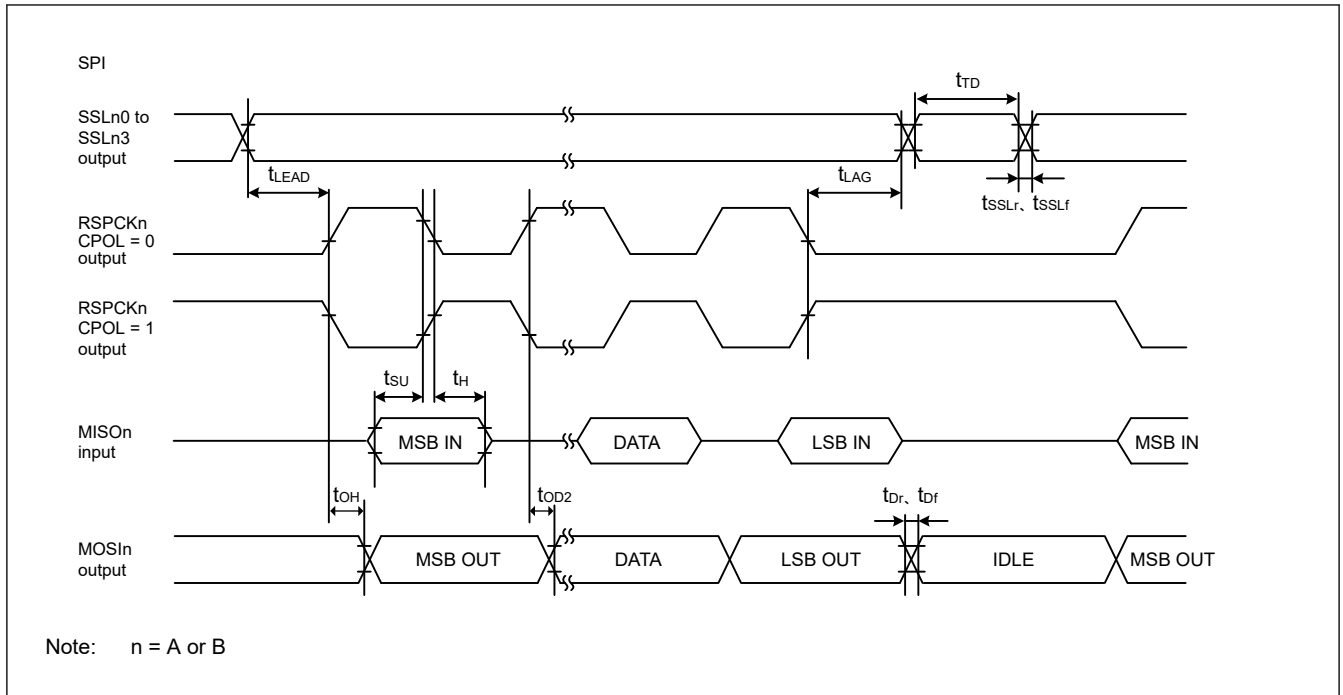 SPI
tTD
SSLn0 to
SSLn3
output
tLEAD
tLAG
tSSLr、tSSLf
RSPCKn
CPOL = 0
output
RSPCKn
CPOL = 1
output
tSU
tH
MISOn
input
MSB IN
DATA
LSB IN
MSB IN
tOH
tOD2
tDr、tDf
MOSIn
output
MSB OUT
DATA
LSB OUT
IDLE
MSB OUT
Note: n = A or B